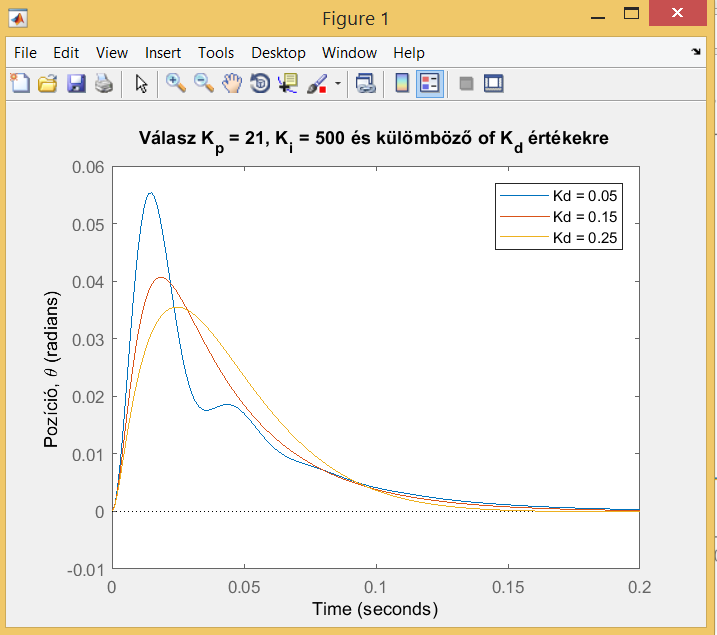 Figure 1
File Edit View Insert Tools Desktop Window Help
Válasz Kp = 21, Ki = 500 és külömböző of Kd értékekre
0.06
0.05
0.04
0.03
0.02
0.01
0
-0.01
Pozíció, θ (radians)
Kd = 0.05
Kd = 0.15
Kd = 0.25
0 0.05 0.1 0.15 0.2
Time (seconds)